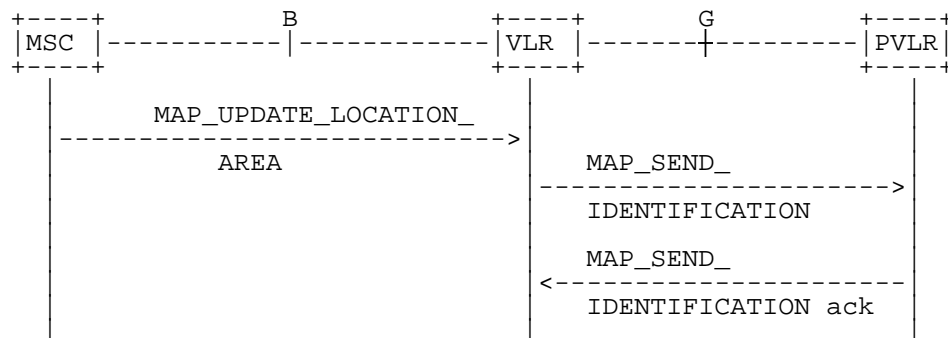 B G
MSC VLR PVLR
MAP_UPDATE_LOCATION_
AREA MAP_SEND_
IDENTIFICATION
MAP_SEND_
IDENTIFICATION ack